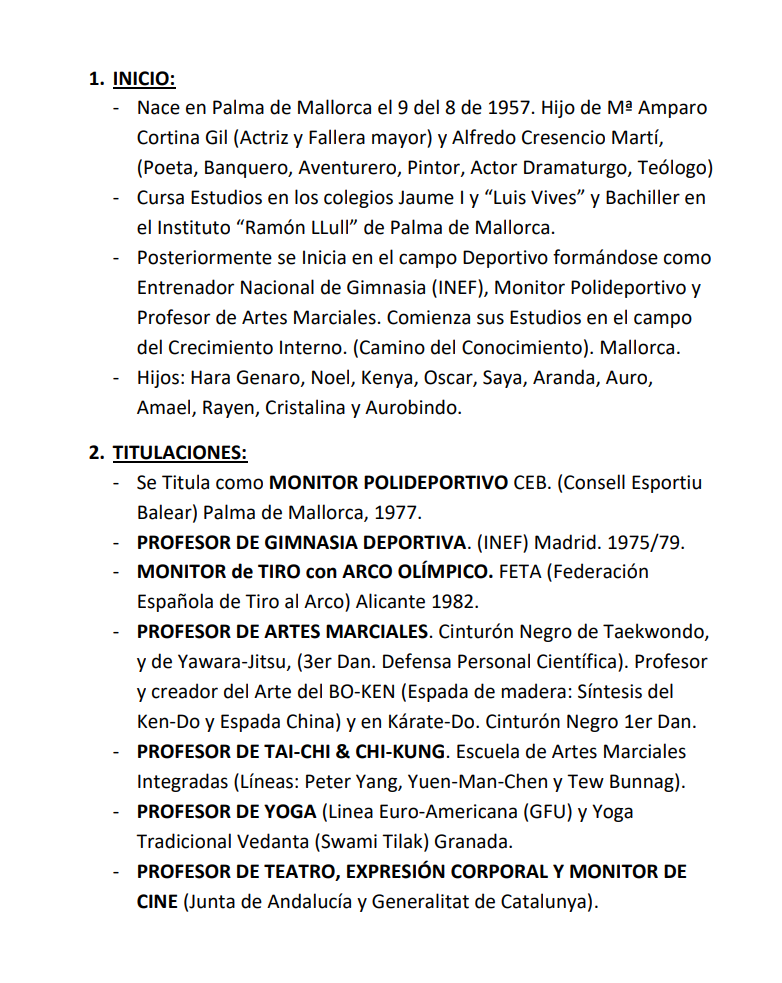 1. INICIO:
- Nace en Palma de Mallorca el 9 del 8 de 1957. Hijo de Mª Amparo
Cortina Gil (Actriz y Fallera mayor) y Alfredo Cresencio Martí,
(Poeta, Banquero, Aventurero, Pintor, Actor Dramaturgo, Teólogo)
- Cursa Estudios en los colegios Jaume I y “Luis Vives” y Bachiller en
el Instituto “Ramón LLull” de Palma de Mallorca.
- Posteriormente se Inicia en el campo Deportivo formándose como
Entrenador Nacional de Gimnasia (INEF), Monitor Polideportivo y
Profesor de Artes Marciales. Comienza sus Estudios en el campo
del Crecimiento Interno. (Camino del Conocimiento). Mallorca.
- Hijos: Hara Genaro, Noel, Kenya, Oscar, Saya, Aranda, Auro,
Amael, Rayen, Cristalina y Aurobindo.
2. TITULACIONES:
- Se Titula como MONITOR POLIDEPORTIVO CEB. (Consell Esportiu
Balear) Palma de Mallorca, 1977.
- PROFESOR DE GIMNASIA DEPORTIVA. (INEF) Madrid. 1975/79.
- MONITOR de TIRO con ARCO OLÍMPICO. FETA (Federación
Española de Tiro al Arco) Alicante 1982.
- PROFESOR DE ARTES MARCIALES. Cinturón Negro de Taekwondo,
y de Yawara-Jitsu, (3er Dan. Defensa Personal Científica). Profesor
y creador del Arte del BO-KEN (Espada de madera: Síntesis del
Ken-Do y Espada China) y en Kárate-Do. Cinturón Negro 1er Dan.
- PROFESOR DE TAI-CHI & CHI-KUNG. Escuela de Artes Marciales
Integradas (Líneas: Peter Yang, Yuen-Man-Chen y Tew Bunnag).
- PROFESOR DE YOGA (Linea Euro-Americana (GFU) y Yoga
Tradicional Vedanta (Swami Tilak) Granada.
- PROFESOR DE TEATRO, EXPRESIÓN CORPORAL Y MONITOR DE
CINE (Junta de Andalucía y Generalitat de Catalunya).